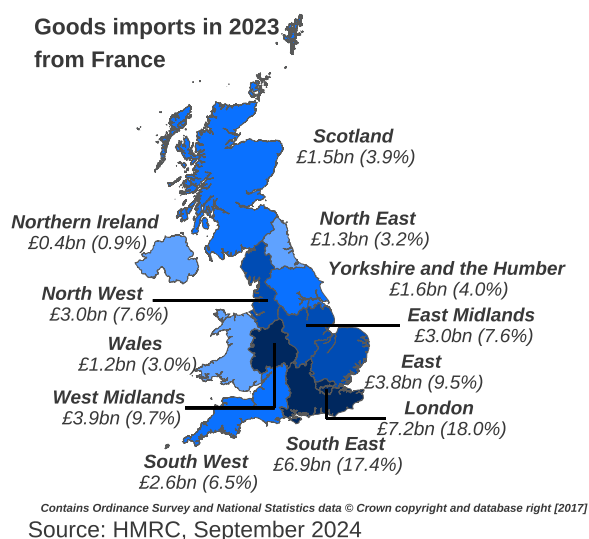 Goods imports in 2023
from France
Scotland
£1.5bn (3.9%)
Northern Ireland
£0.4bn (0.9%)
North East
£1.3bn (3.2%)
Yorkshire and the Humber
£1.6bn (4.0%)
North West
£3.0bn (7.6%)
East Midlands
£3.0bn (7.6%)
Wales
£1.2bn (3.0%)
East
£3.8bn (9.5%)
West Midlands
£3.9bn (9.7%)
London
£7.2bn (18.0%)
South East
£6.9bn (17.4%)
South West
£2.6bn (6.5%)
Contains Ordinance Survey and National Statistics data © Crown copyright and database right [2017]
Source: HMRC, September 2024